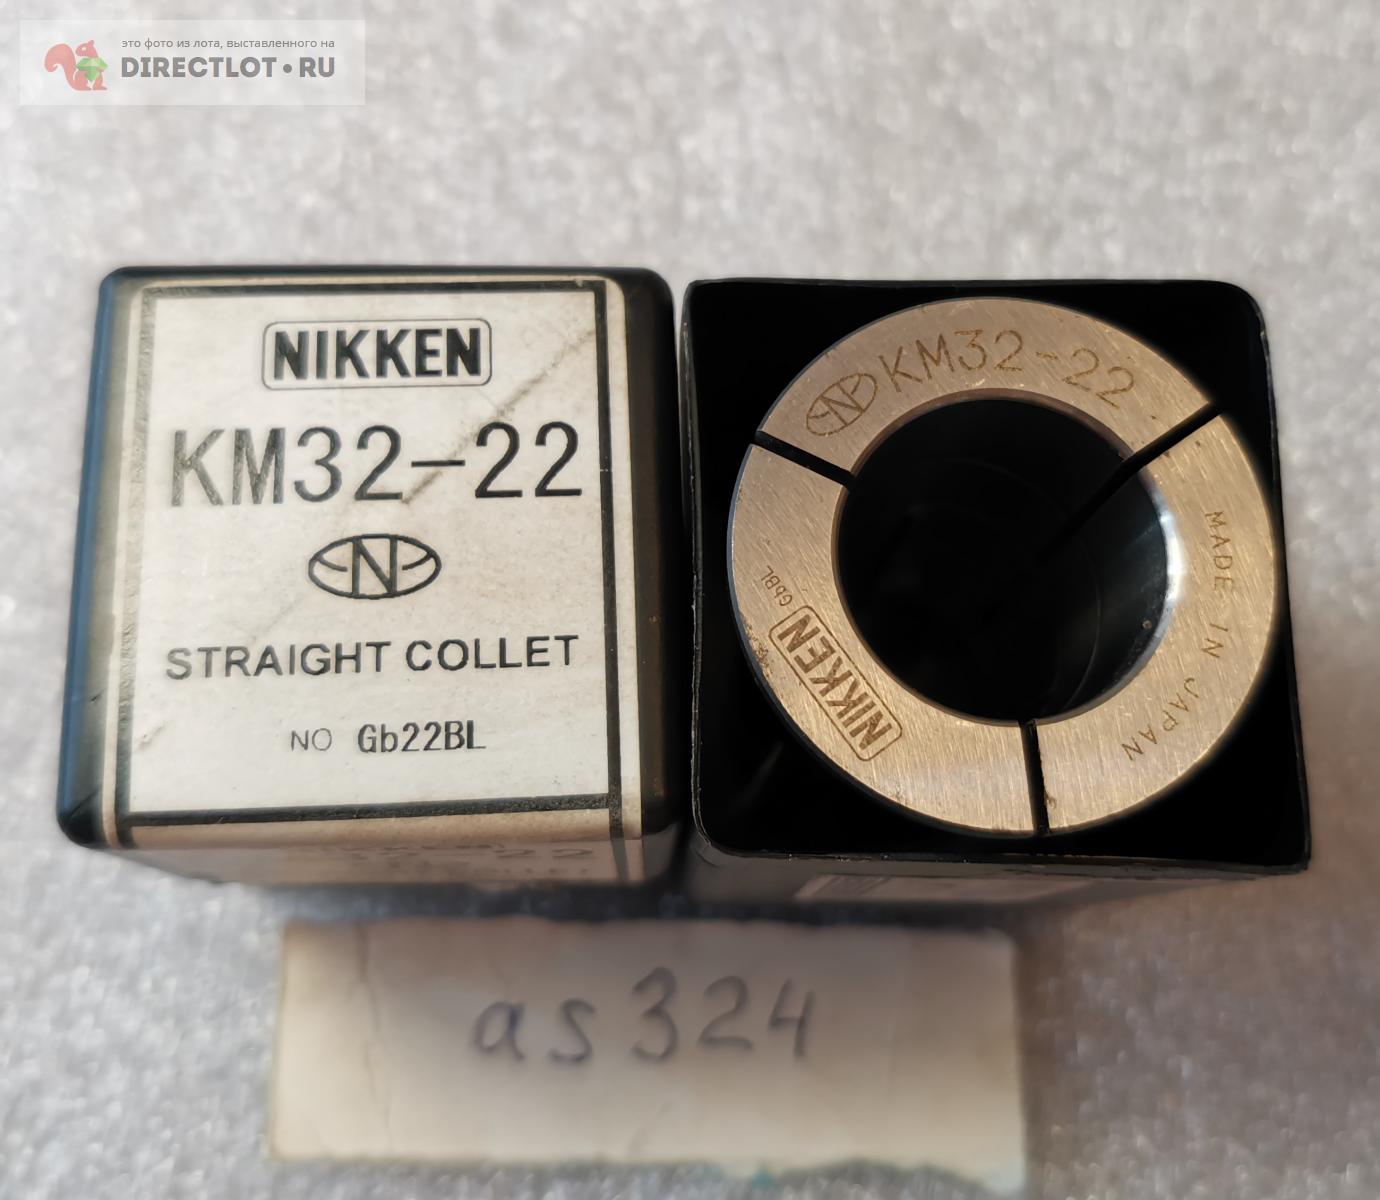 это фото из лота, выставленного на
DIRECTLOT•RU
NIKKEN
KM32-22
N
STRAIGHT COLLET
NO Gb22BL
N KM32-22
MADE IN JAPAN
NIKKEN
GbBL
as324